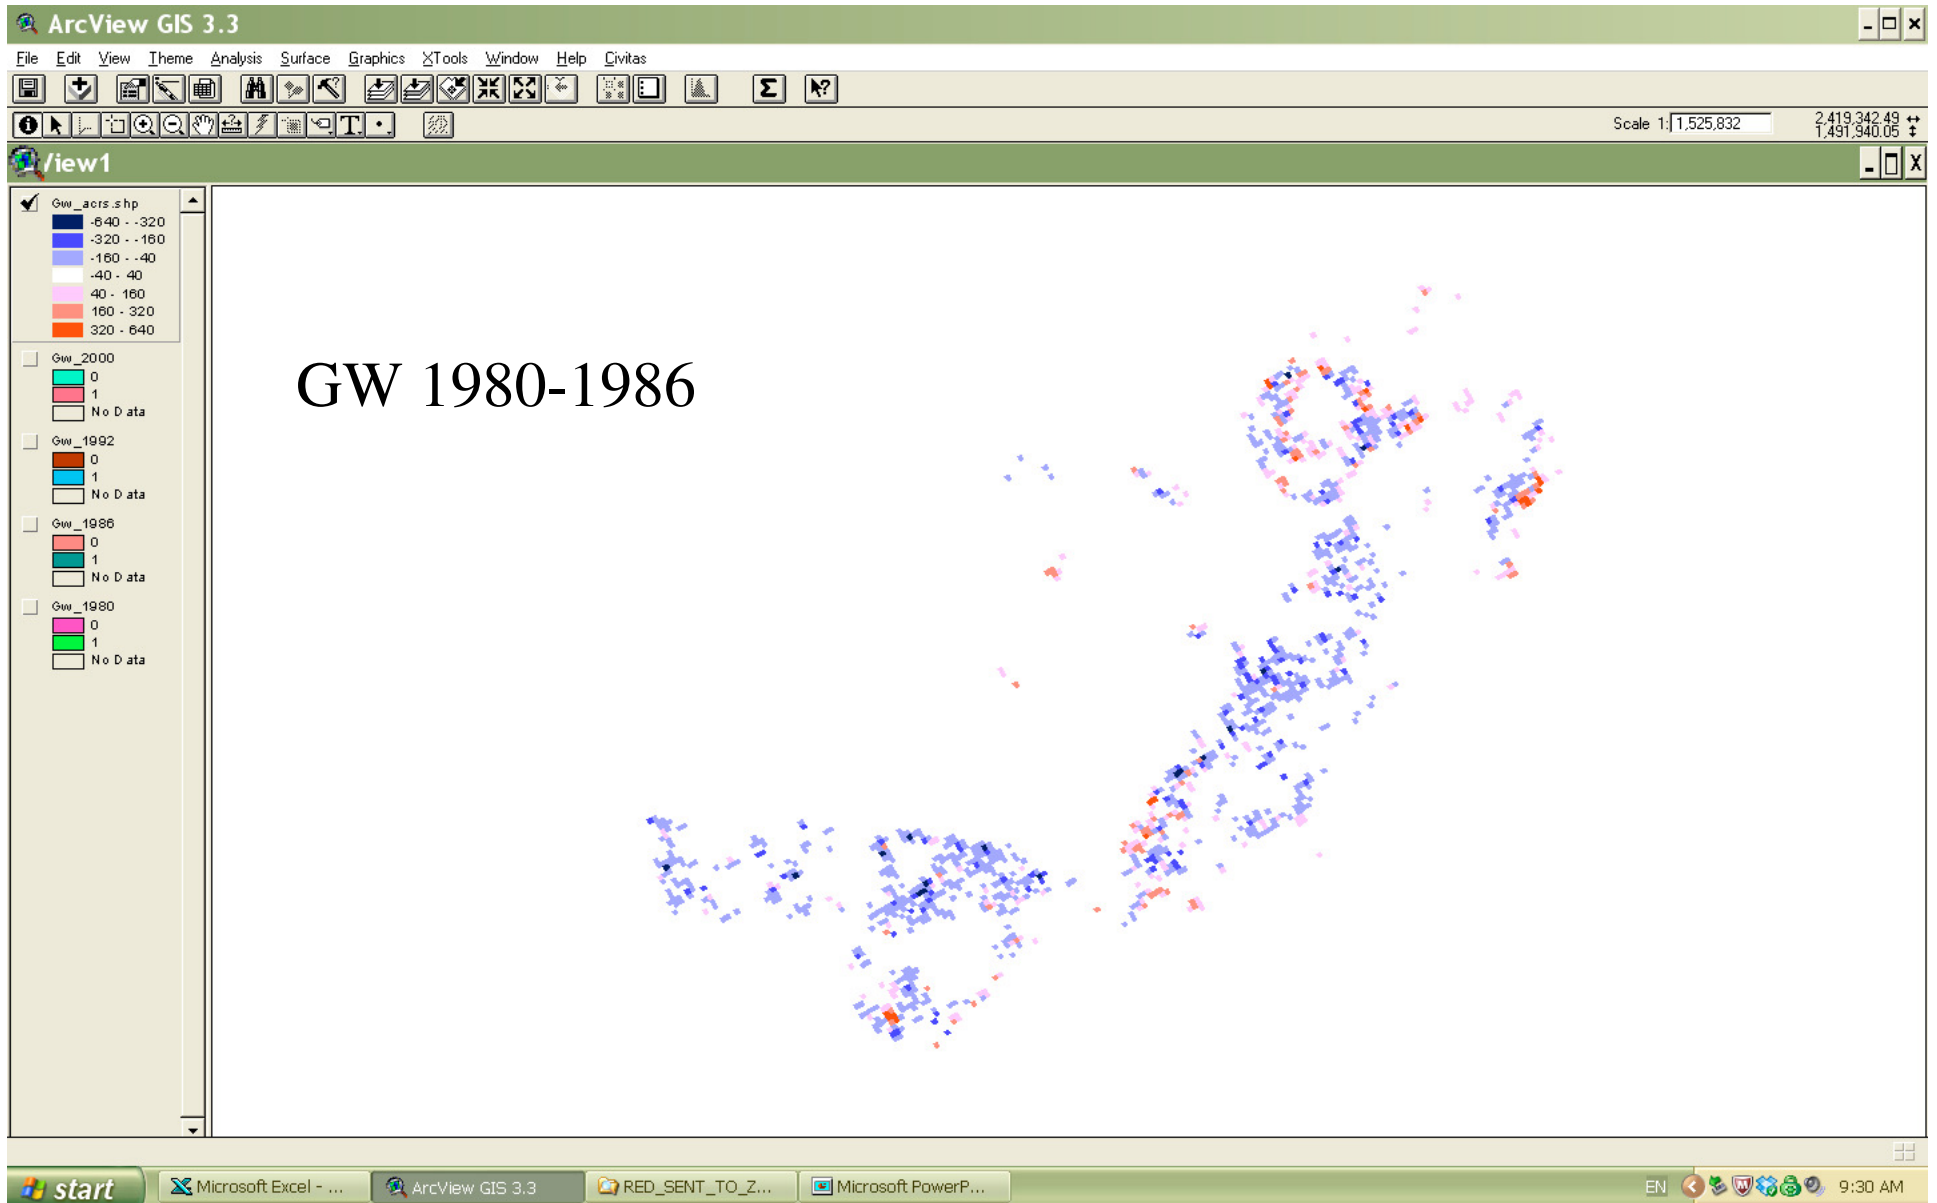 ArcView GIS 3.3
File Edit View Theme Analysis Surface Graphics XTools Window Help Civitas
Scale 1: 1,525,832
2,419,342.49
1,491,940.05
View1
Gw_acrs.shp
-640 - -320
-320 - -160
-160 - -40
-40 - 40
40 - 160
160 - 320
320 - 640
Gw_2000
0
1
No Data
Gw_1992
0
1
No Data
Gw_1986
0
1
No Data
Gw_1980
0
1
No Data
GW 1980-1986
start Microsoft Excel - ... ArcView GIS 3.3 RED_SENT_TO_Z... Microsoft PowerP... EN 9:30 AM